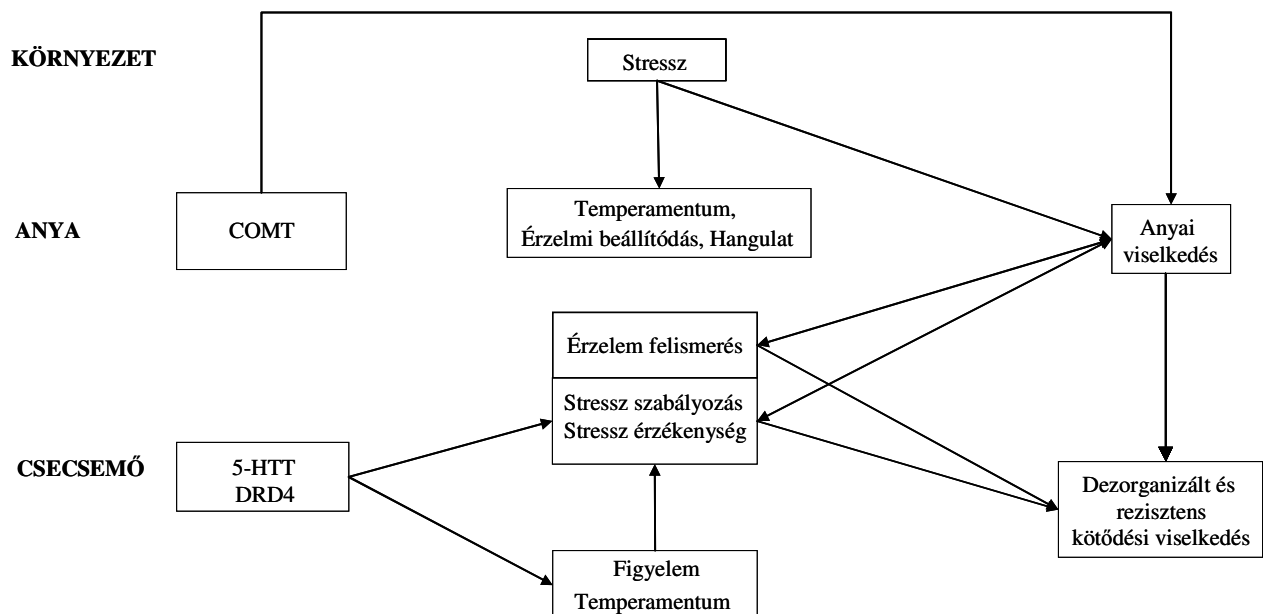 KÖRNYEZET
Stressz
ANYA
COMT
Temperamentum,
Érzelmi beállítódás, Hangulat
Anyai
viselkedés
Érzelem felismerés
Stressz szabályozás
Stressz érzékenység
CSECSEMŐ
5-HTT
DRD4
Dezorganizált és
rezisztens
kötődési viselkedés
Figyelem
Temperamentum